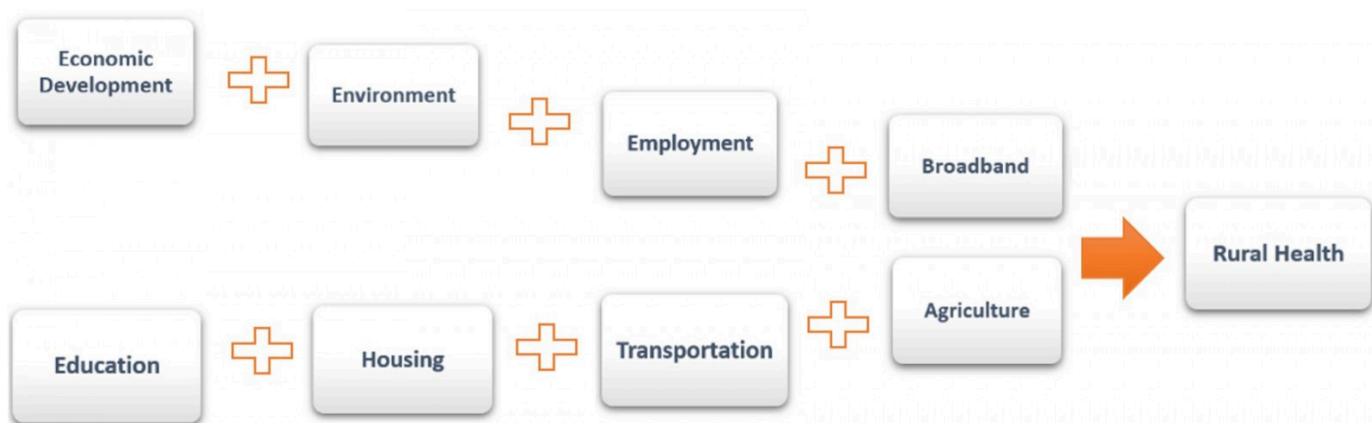 Economic
Development
Environment
Employment
Broadband
Rural Health
Education
Housing
Transportation
Agriculture